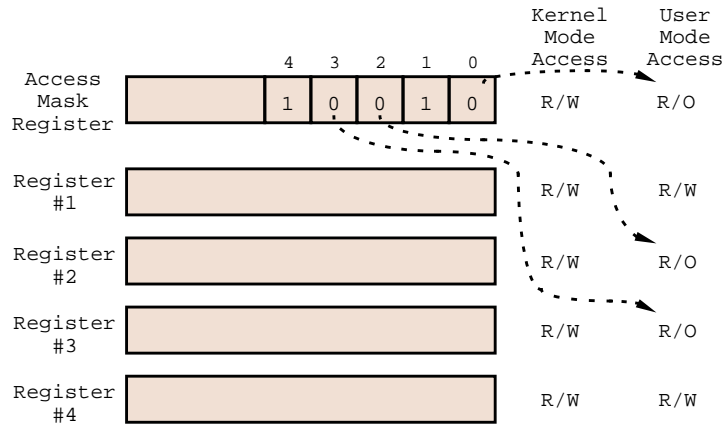 Kernel Mode Access
User Mode Access
4 3 2 1 0
Access Mask Register
1 0 0 1 0
R/W R/O
Register #1
R/W R/W
Register #2
R/W R/O
Register #3
R/W R/O
Register #4
R/W R/W